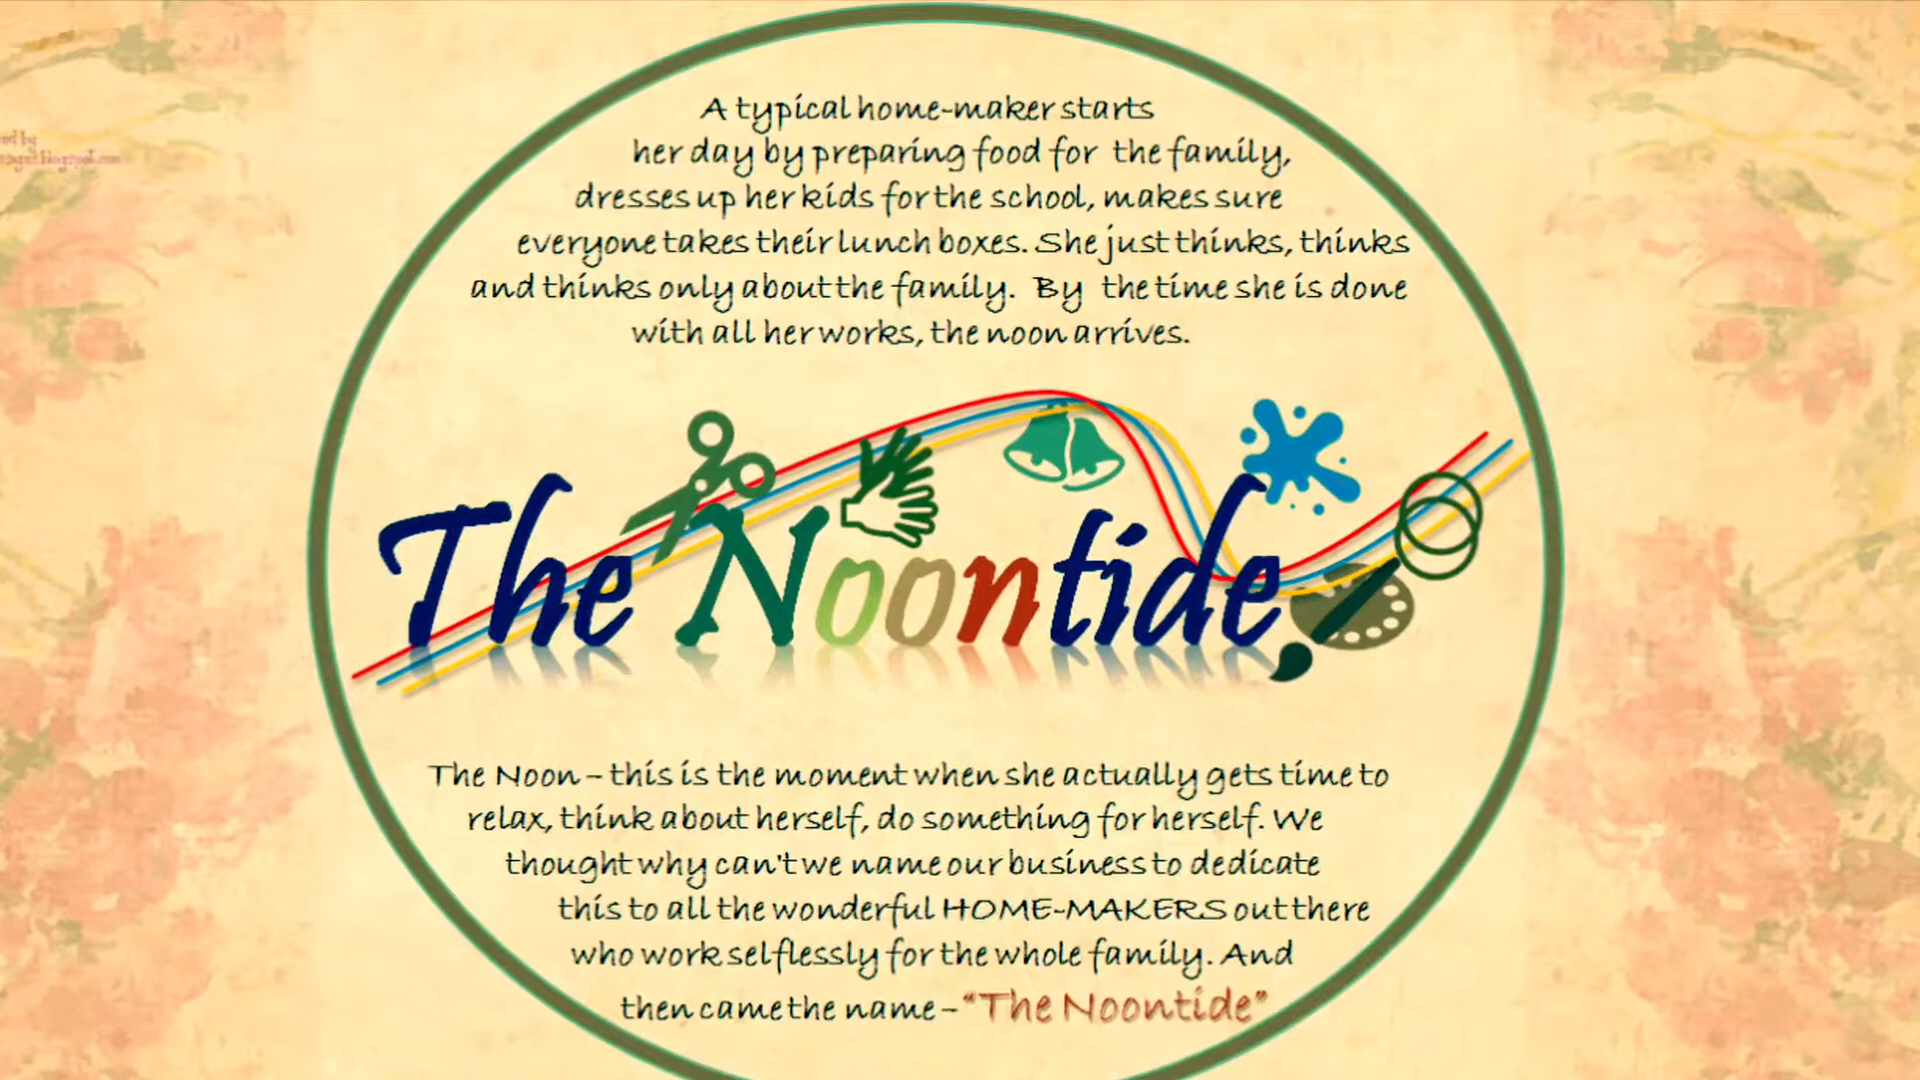 A typical home-maker starts
her day by preparing food for the family,
dresses up her kids for the school, makes sure
everyone takes their lunch boxes. She just thinks, thinks
and thinks only about the family. By the time she is done
with all her works, the noon arrives.
The Noontide
The Noon – this is the moment when she actually gets time to
relax, think about herself, do something for herself. We
thought why can't we name our business to dedicate
this to all the wonderful HOME-MAKERS out there
who work selflessly for the whole family. And
then came the name – "The Noontide"